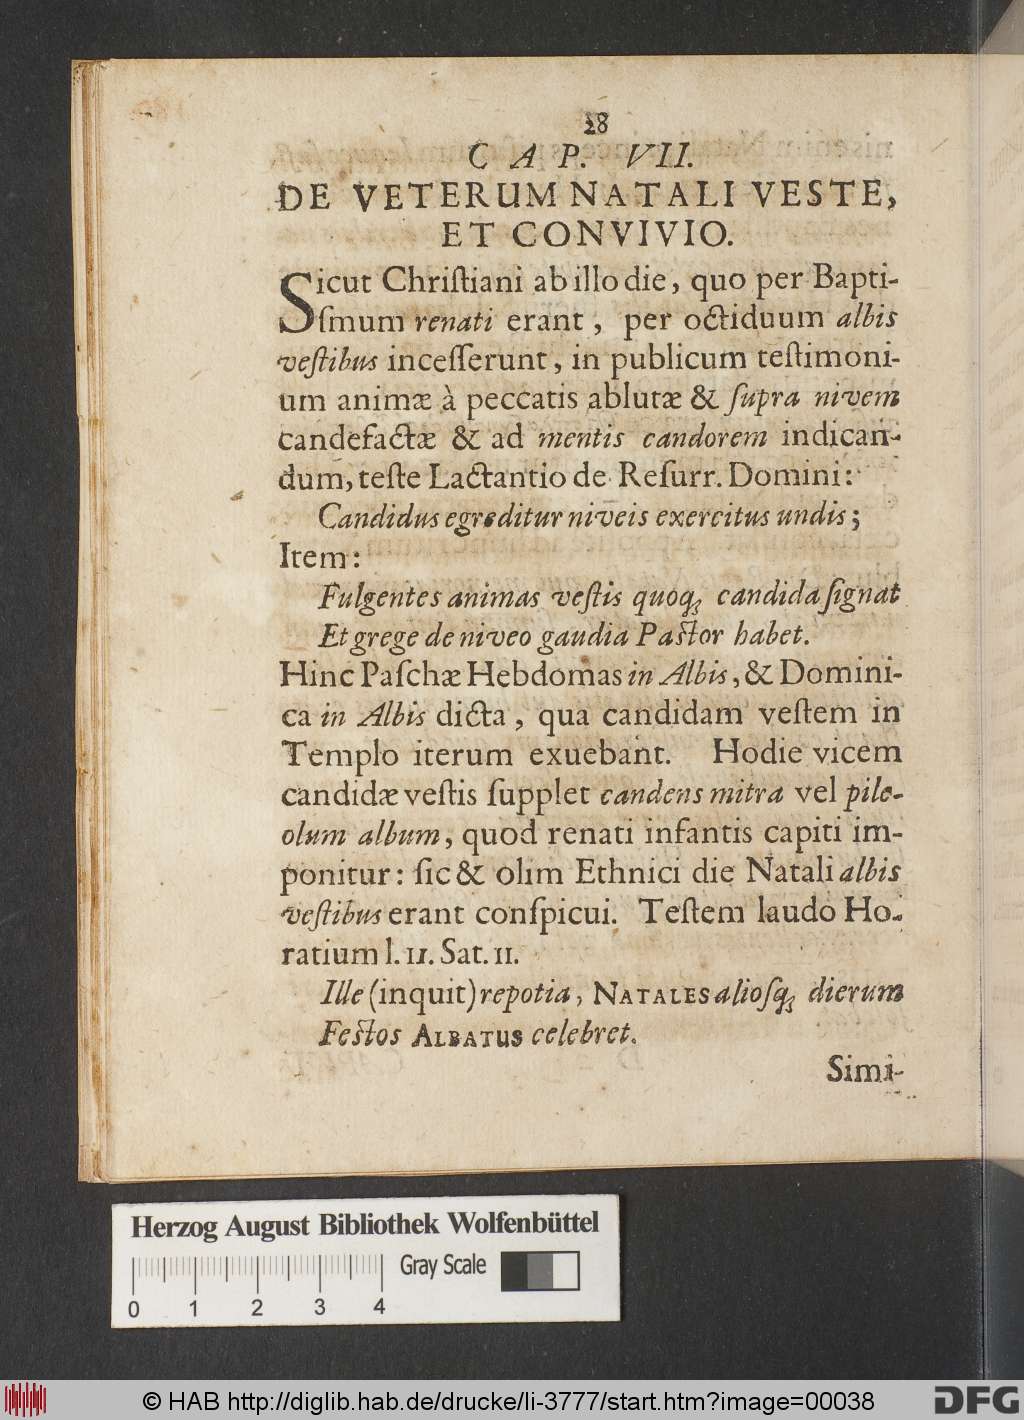 28
CAP. VII.
DE VETERUM NATALI VESTE,
ET CONVIVIO.
Sicut Chriſtiani ab illo die, quo per Bapti-
ſmum renati erant, per octiduum albis
veſtibus inceſſerunt, in publicum teſtimoni-
um animæ à peccatis ablutæ & ſupra nivem
candefactæ & ad mentis candorem indican-
dum, teſte Lactantio de Reſurr. Domini:
Candidus egreditur niveis exercitus undis;
Item:
Fulgentes animas veſtis quoqꝫ candida ſignat
Et grege de niveo gaudia Paſtor habet.
Hinc Paſchæ Hebdomas in Albis, & Domini-
ca in Albis dicta, qua candidam veſtem in
Templo iterum exuebant. Hodie vicem
candidæ veſtis ſupplet candens mitra vel pile-
olum album, quod renati infantis capiti im-
ponitur: ſic & olim Ethnici die Natali albis
veſtibus erant conſpicui. Teſtem laudo Ho-
ratium l. II. Sat. II.
Ille (inquit) repotia, NATALES alioſqꝫ dierum
Feſtos ALBATUS celebret.
Simi-
Herzog August Bibliothek Wolfenbüttel
Gray Scale
0 1 2 3 4
© HAB http://diglib.hab.de/drucke/li-3777/start.htm?image=00038
DFG